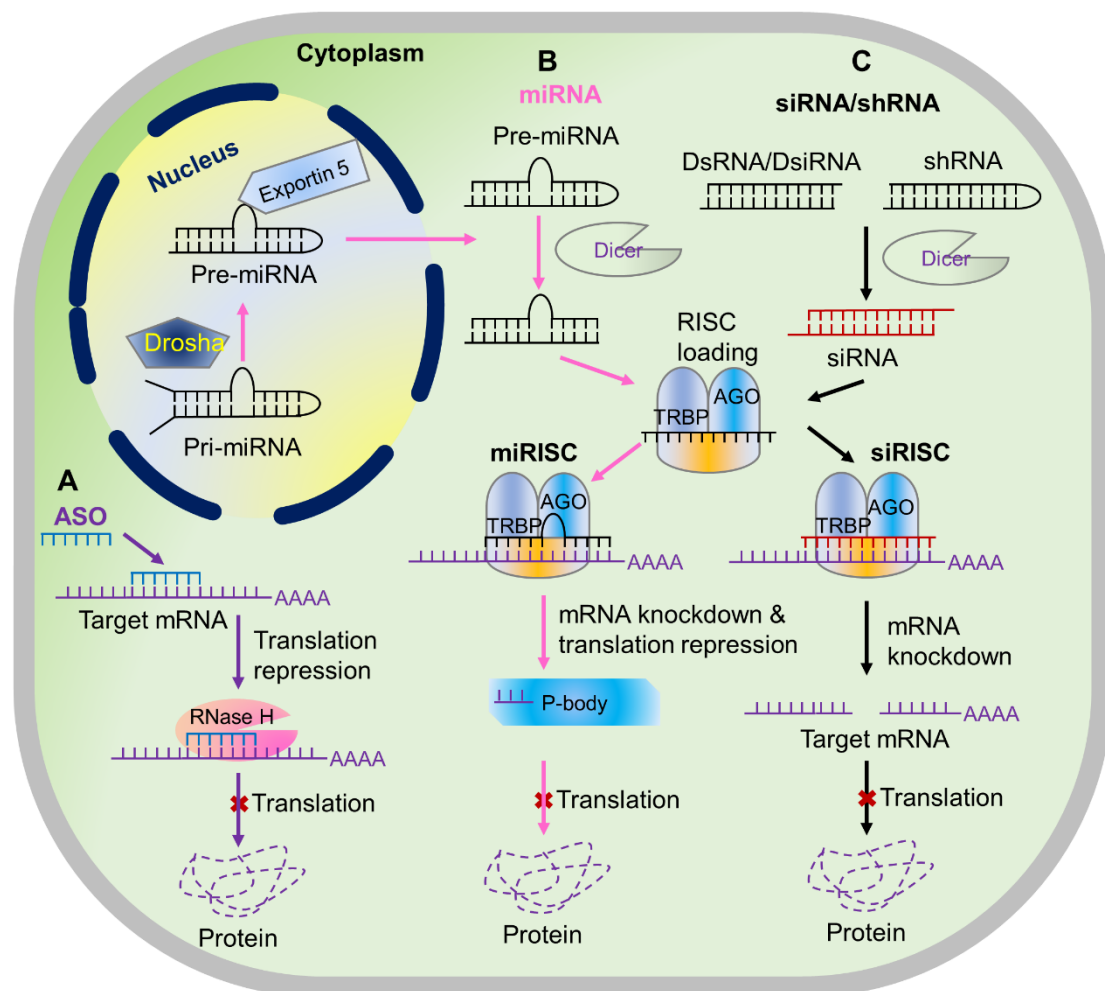 Cytoplasm
Nucleus
Exportin 5
Pre-miRNA
Drosha
Pri-miRNA
A
ASO
AAAA
Target mRNA
Translation
repression
RNase H
AAAA
Translation
Protein
B
miRNA
Pre-miRNA
Dicer
RISC
loading
TRBP
AGO
miRISC
TRBP
AGO
AAAA
mRNA knockdown &
translation repression
P-body
Translation
Protein
C
siRNA/shRNA
DsRNA/DsiRNA
shRNA
Dicer
siRNA
siRISC
TRBP
AGO
AAAA
mRNA
knockdown
AAAA
Target mRNA
Translation
Protein